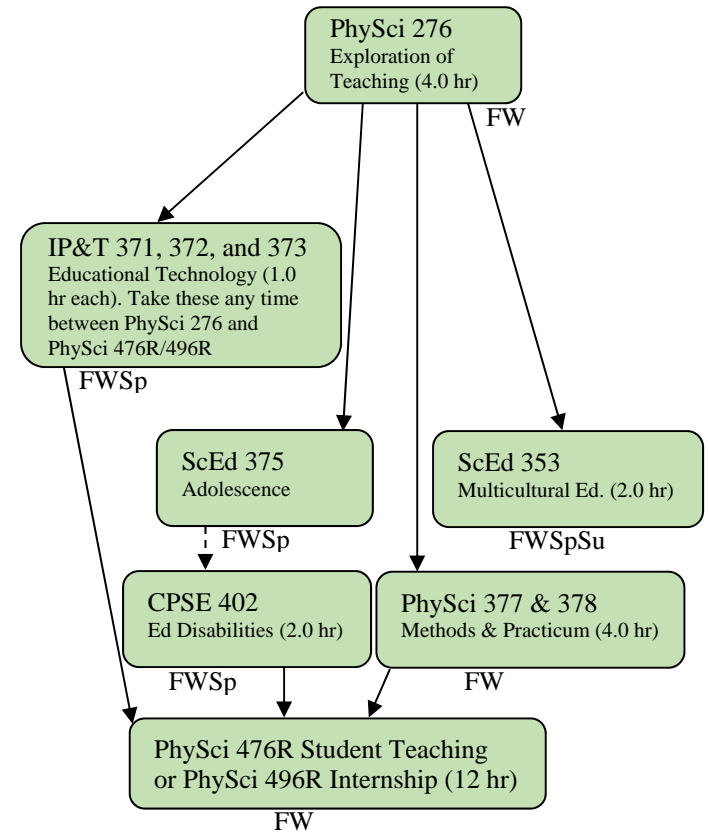 PhySci 276
Exploration of
Teaching (4.0 hr)
FW
IP&T 371, 372, and 373
Educational Technology (1.0
hr each). Take these any time
between PhySci 276 and
PhySci 476R/496R
FWSp
ScEd 375
Adolescence
FWSp
ScEd 353
Multicultural Ed. (2.0 hr)
FWSpSu
CPSE 402
Ed Disabilities (2.0 hr)
FWSp
PhySci 377 & 378
Methods & Practicum (4.0 hr)
FW
PhySci 476R Student Teaching
or PhySci 496R Internship (12 hr)
FW